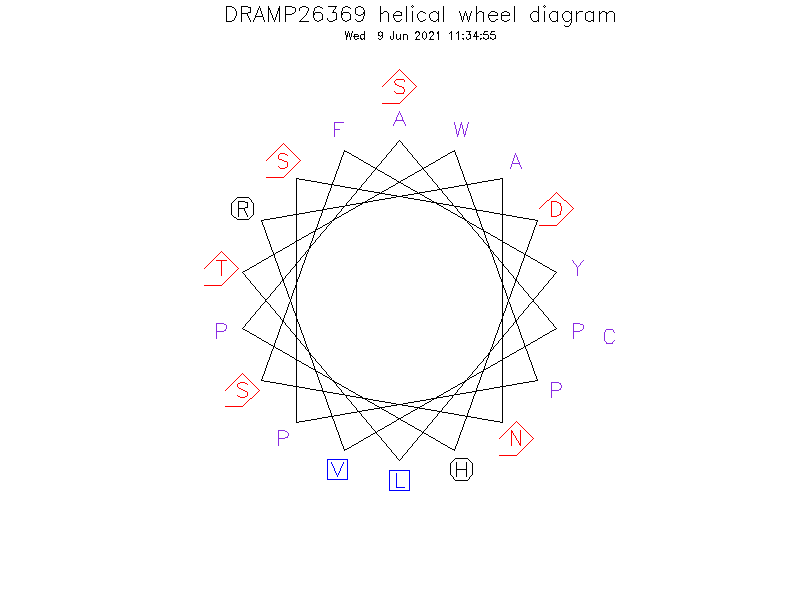 DRAMP26369 helical wheel diagram
Wed 9 Jun 2021 11:34:55
S
F A W
S A
R D
T Y
P P C
S P
P N
V L H